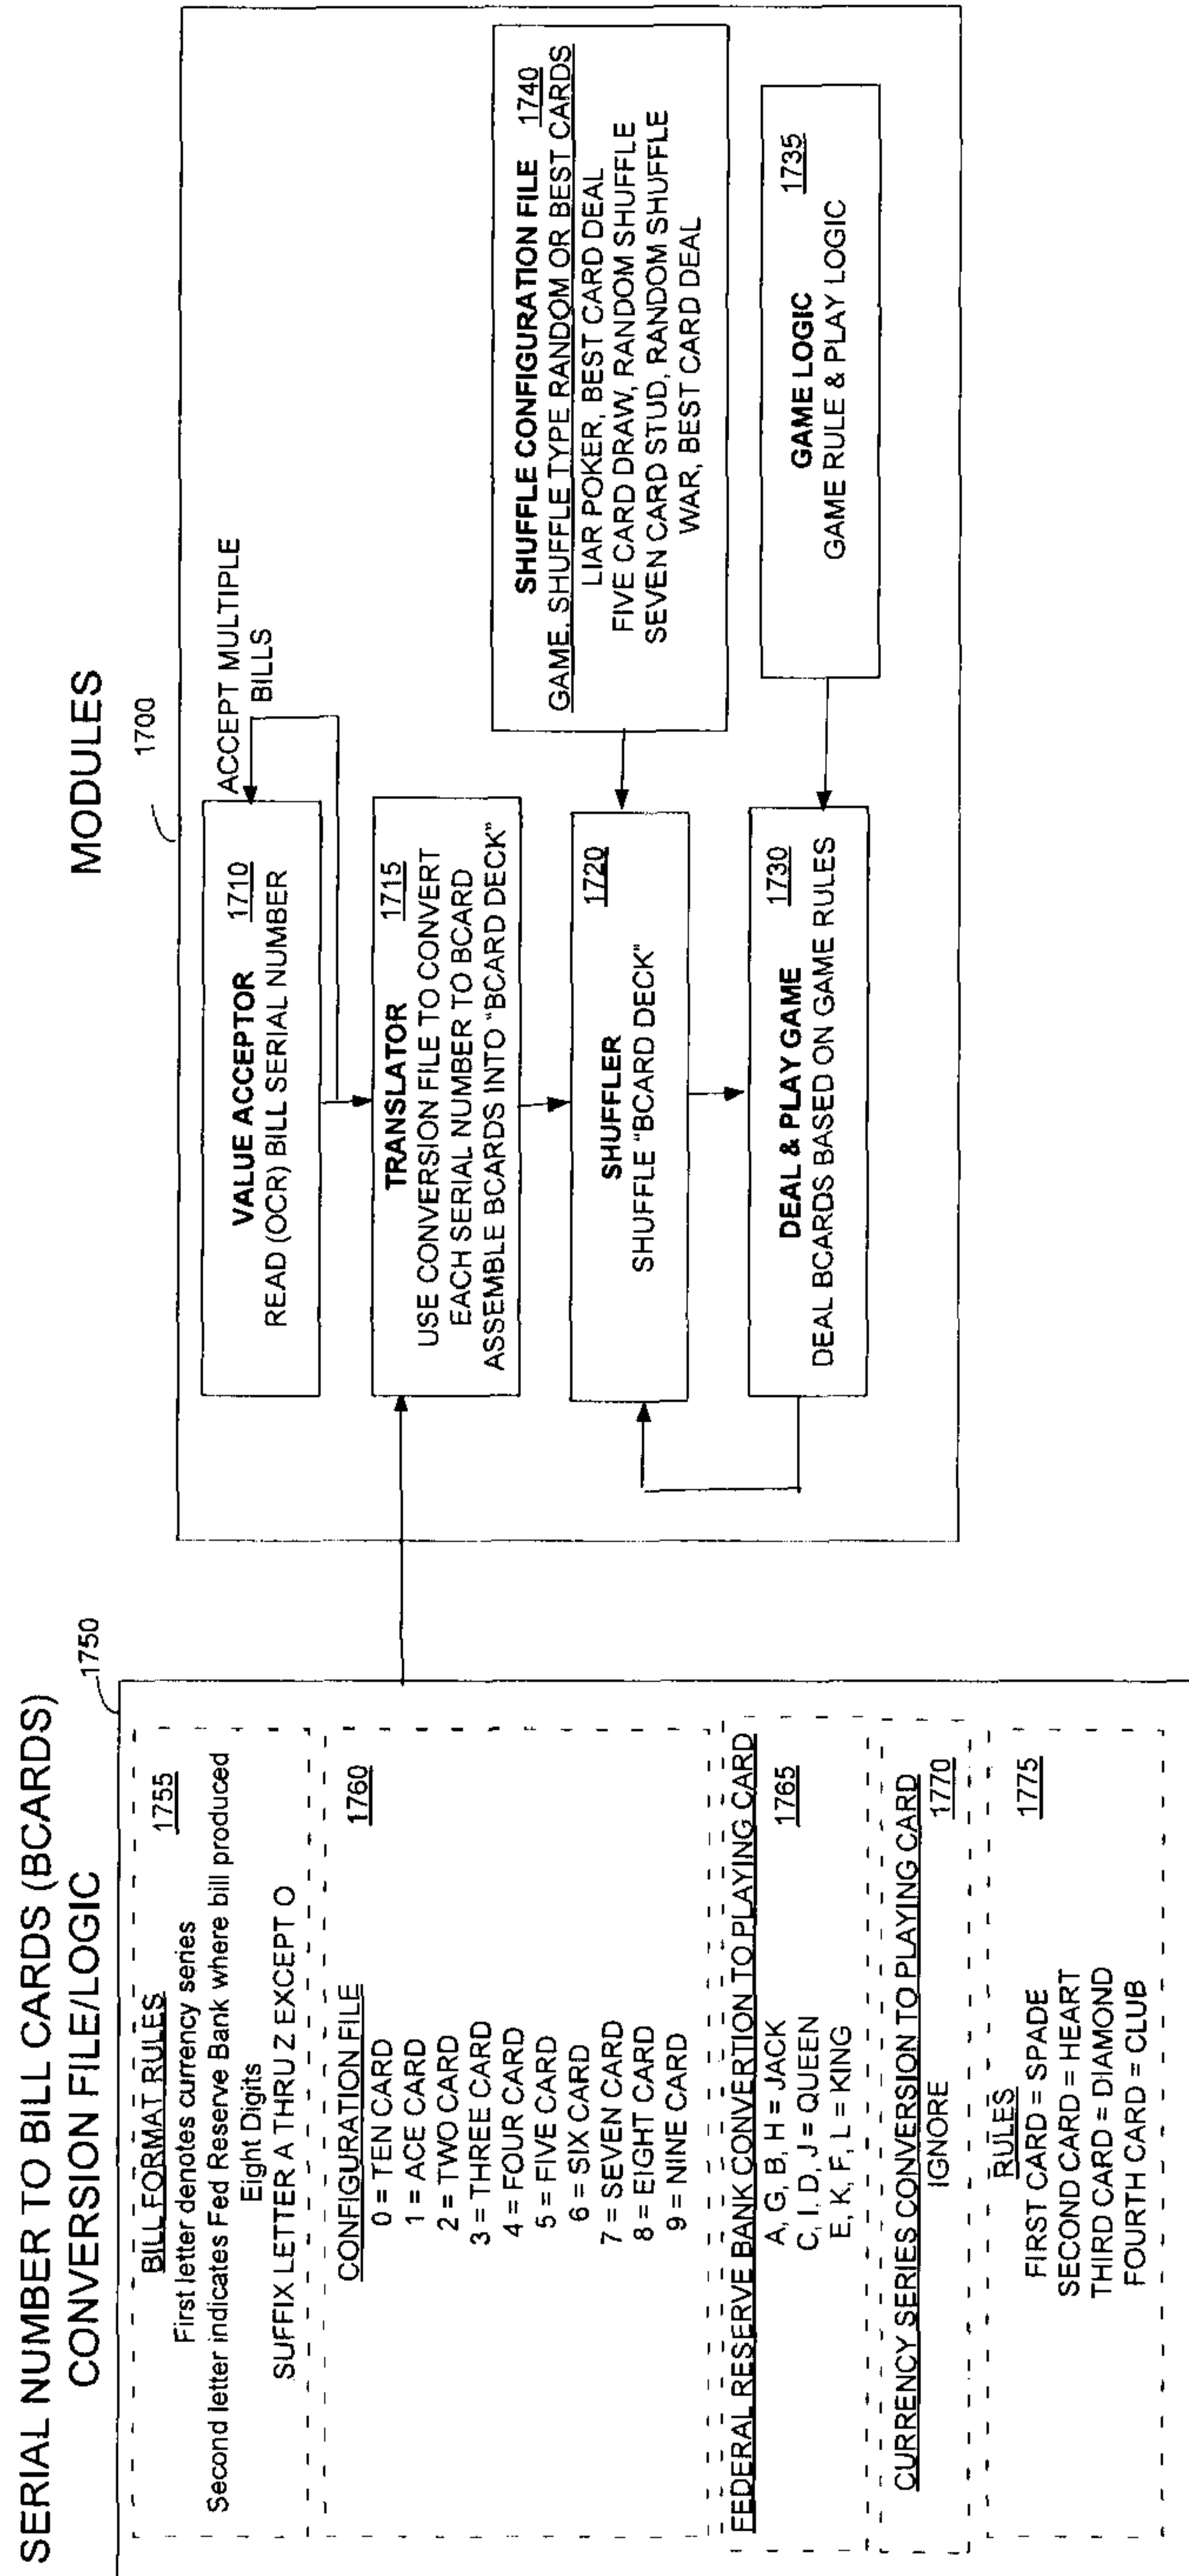 SERIAL NUMBER TO BILL CARDS (BCARDS)
CONVERSION FILE/LOGIC
1750
BILL FORMAT RULES
1755
First letter denotes currency series
Second letter indicates Fed Reserve Bank where bill produced
Eight Digits
SUFFIX LETTER A THRU Z EXCEPT O
CONFIGURATION FILE
1760
0 = TEN CARD
1 = ACE CARD
2 = TWO CARD
3 = THREE CARD
4 = FOUR CARD
5 = FIVE CARD
6 = SIX CARD
7 = SEVEN CARD
8 = EIGHT CARD
9 = NINE CARD
FEDERAL RESERVE BANK CONVERTION TO PLAYING CARD
A, G, B, H = JACK
1765
C, I, D, J = QUEEN
E, K, F, L = KING
CURRENCY SERIES CONVERSION TO PLAYING CARD
IGNORE
1770
RULES
1775
FIRST CARD = SPADE
SECOND CARD = HEART
THIRD CARD = DIAMOND
FOURTH CARD = CLUB
MODULES
1700
VALUE ACCEPTOR 1710
READ (OCR) BILL SERIAL NUMBER
ACCEPT MULTIPLE
BILLS
TRANSLATOR 1715
USE CONVERSION FILE TO CONVERT
EACH SERIAL NUMBER TO BCARD
ASSEMBLE BCARDS INTO "BCARD DECK"
SHUFFLER 1720
SHUFFLE "BCARD DECK"
DEAL & PLAY GAME 1730
DEAL BCARDS BASED ON GAME RULES
SHUFFLE CONFIGURATION FILE 1740
GAME, SHUFFLE TYPE RANDOM OR BEST CARDS
LIAR POKER, BEST CARD DEAL
FIVE CARD DRAW, RANDOM SHUFFLE
SEVEN CARD STUD, RANDOM SHUFFLE
WAR, BEST CARD DEAL
GAME LOGIC 1735
GAME RULE & PLAY LOGIC